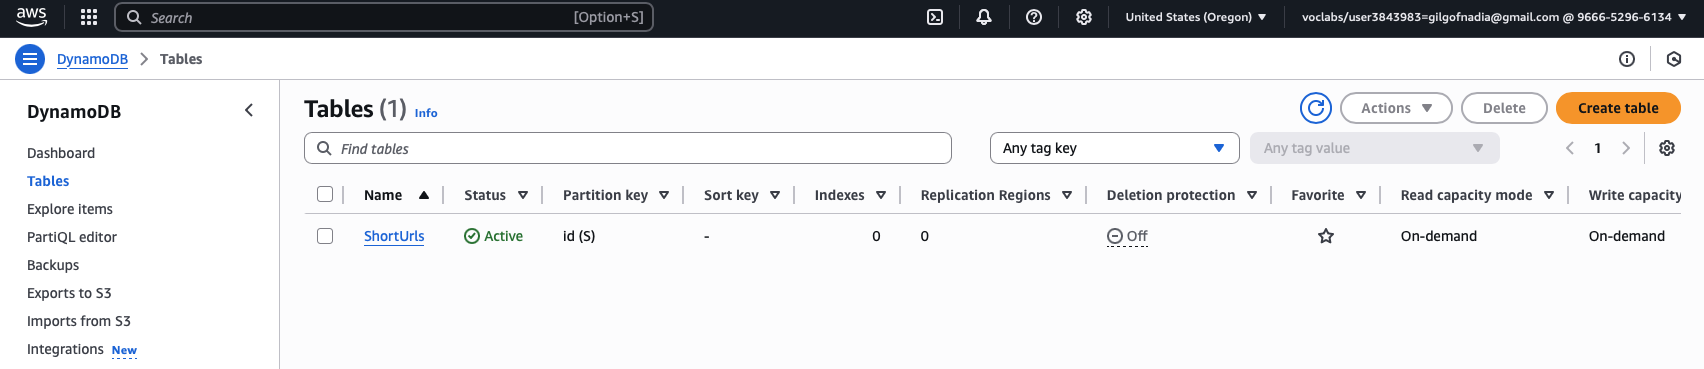 aws Search [Option+S] United States (Oregon) voclabs/user3843983=gilgofnadia@gmail.com @ 9666-5296-6134
DynamoDB Tables
DynamoDB
Dashboard
Tables
Explore items
PartiQL editor
Backups
Exports to S3
Imports from S3
Integrations New
Tables (1) Info Actions Delete Create table
Find tables Any tag key Any tag value 1
Name Status Partition key Sort key Indexes Replication Regions Deletion protection Favorite Read capacity mode Write capacity
ShortUrls Active id (S) - 0 0 Off On-demand On-demand